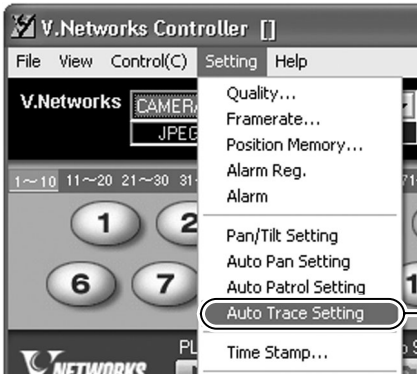 V.Networks Controller []
File View Control(C) Setting Help
V.Networks
JPEG
Quality...
Framerate...
Position Memory...
Alarm Reg.
Alarm
Pan/Tilt Setting
Auto Pan Setting
Auto Patrol Setting
Auto Trace Setting
Time Stamp...
1~10 11~20 21~30
1 2
6 7
V.NETWORKS